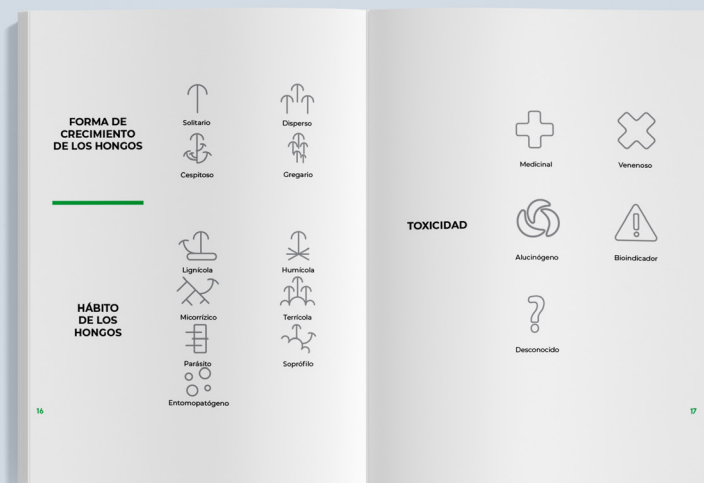 FORMA DE
CRECIMIENTO
DE LOS HONGOS
Solitario
Disperso
Cespitoso
Gregario
HÁBITO
DE LOS
HONGOS
Lignícola
Humícola
Micorrízico
Terrícola
Parásito
Soprófilo
Entomopatógeno
16
TOXICIDAD
Medicinal
Venenoso
Alucinógeno
Bioindicador
Desconocido
17